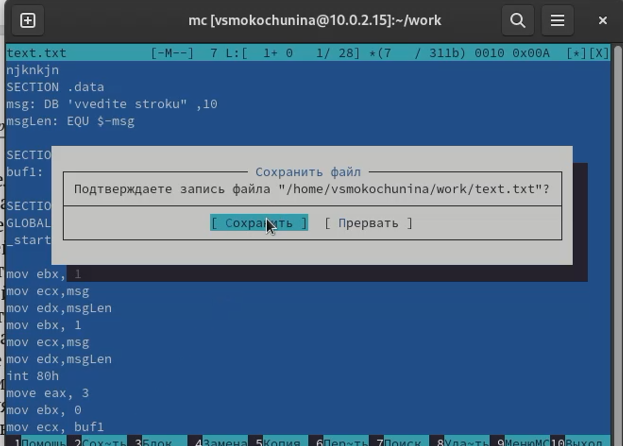 mc [vsmokochunina@10.0.2.15]:~/work
text.txt [-M--] 7 L:[ 1+ 0 1/ 28] *(7 / 311b) 0010 0x00A [*][X]
njknkjn
SECTION .data
msg: DB 'vvedite stroku" ,10
msgLen: EQU $-msg
SECTIO
buf1:
Сохранить файл
Подтверждаете запись файла "/home/vsmokochunina/work/text.txt"?
SECTIO
GLOBAL
[ Сохранить ] [ Прервать ]
_start
mov ebx, 1
mov ecx,msg
mov edx,msgLen
mov ebx, 1
mov ecx,msg
mov edx,msgLen
int 80h
move eax, 3
mov ebx, 0
mov ecx, buf1
1Помощь 2Сох~ть 3Блок 4Замена 5Копия 6Пер~ть 7Поиск 8Уда~ть 9МенюMC 10Выход